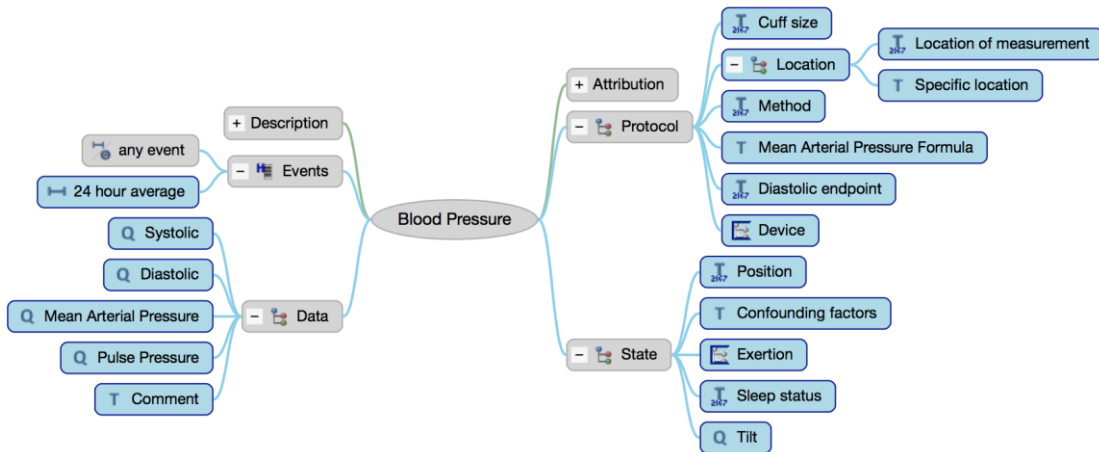 Blood Pressure
Description
Events
any event
24 hour average
Data
Systolic
Diastolic
Mean Arterial Pressure
Pulse Pressure
Comment
Attribution
Protocol
Cuff size
Location
Location of measurement
Specific location
Method
Mean Arterial Pressure Formula
Diastolic endpoint
Device
State
Position
Confounding factors
Exertion
Sleep status
Tilt